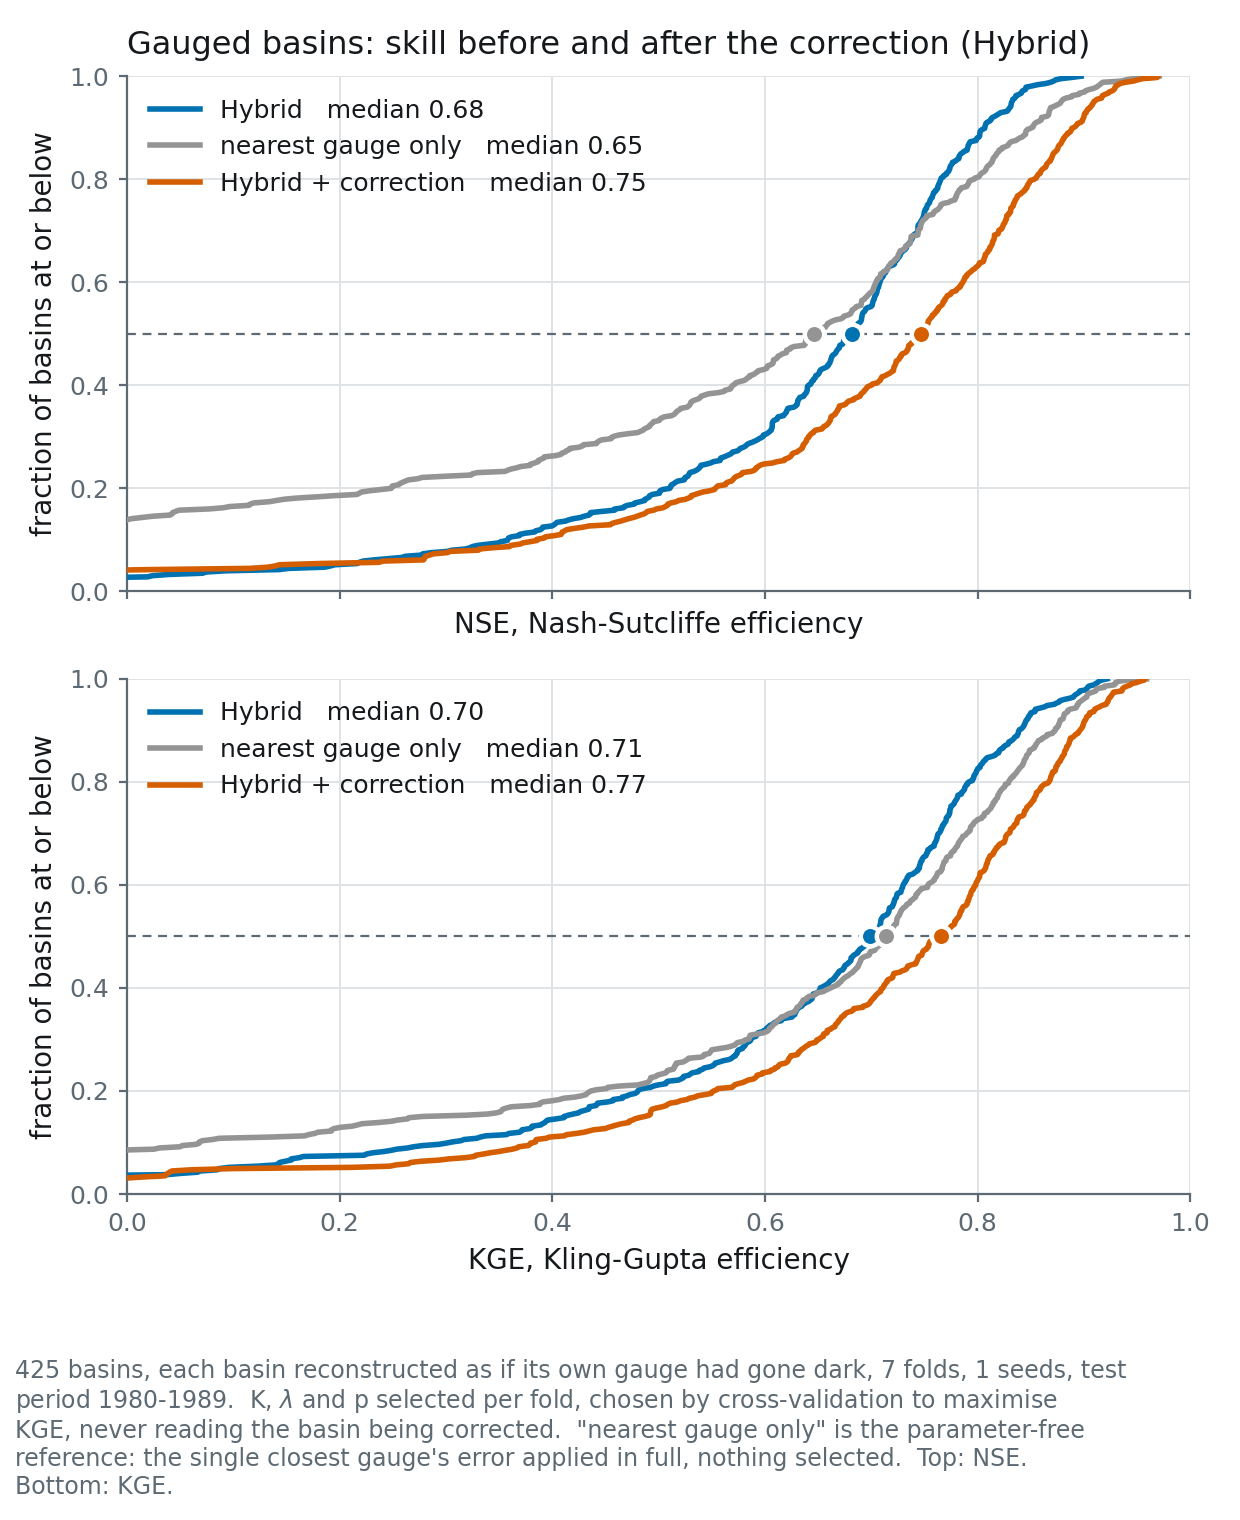 Gauged basins: skill before and after the correction (Hybrid)
1.0
0.8
0.6
0.4
0.2
0.0
fraction of basins at or below
Hybrid median 0.68
nearest gauge only median 0.65
Hybrid + correction median 0.75
NSE, Nash-Sutcliffe efficiency
1.0
0.8
0.6
0.4
0.2
0.0
fraction of basins at or below
Hybrid median 0.70
nearest gauge only median 0.71
Hybrid + correction median 0.77
0.0 0.2 0.4 0.6 0.8 1.0
KGE, Kling-Gupta efficiency
425 basins, each basin reconstructed as if its own gauge had gone dark, 7 folds, 1 seeds, test
period 1980-1989. K, λ and p selected per fold, chosen by cross-validation to maximise
KGE, never reading the basin being corrected. "nearest gauge only" is the parameter-free
reference: the single closest gauge's error applied in full, nothing selected. Top: NSE.
Bottom: KGE.